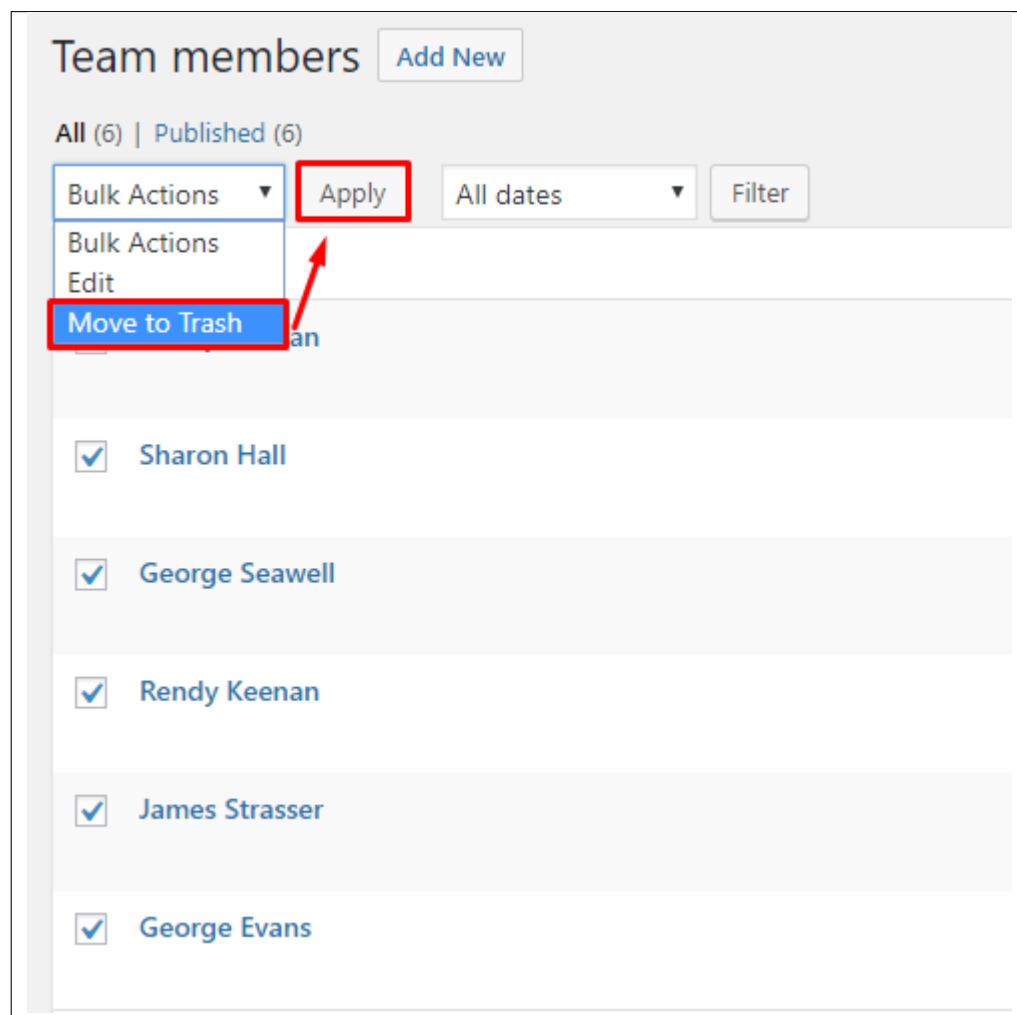 Team members Add New
All (6) | Published (6)
Bulk Actions Apply All dates Filter
Bulk Actions
Edit
Move to Trash
Sharon Hall
George Seawell
Rendy Keenan
James Strasser
George Evans